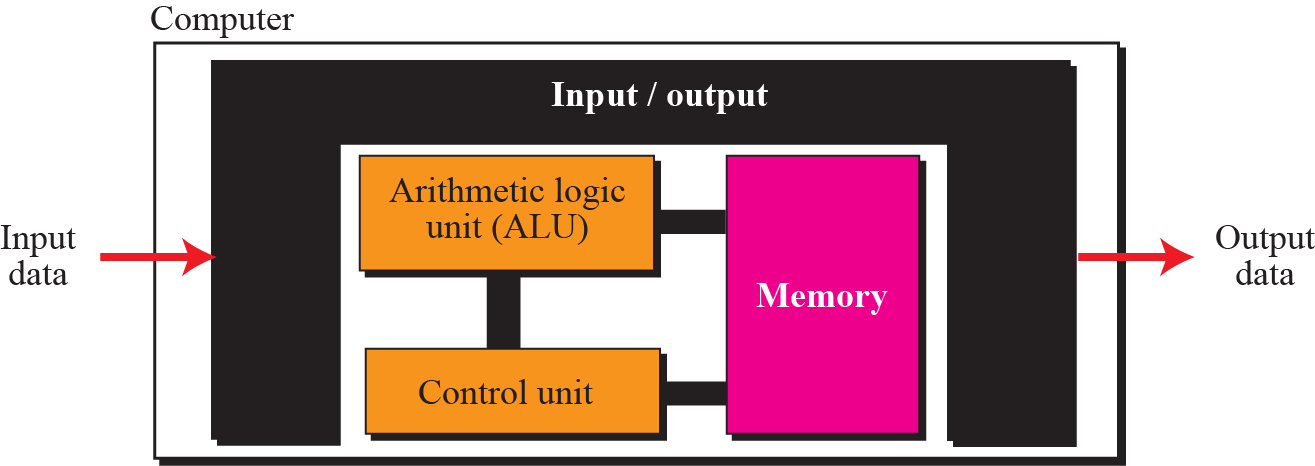 Computer
Input / output
Arithmetic logic
unit (ALU)
Input
data
Memory
Output
data
Control unit